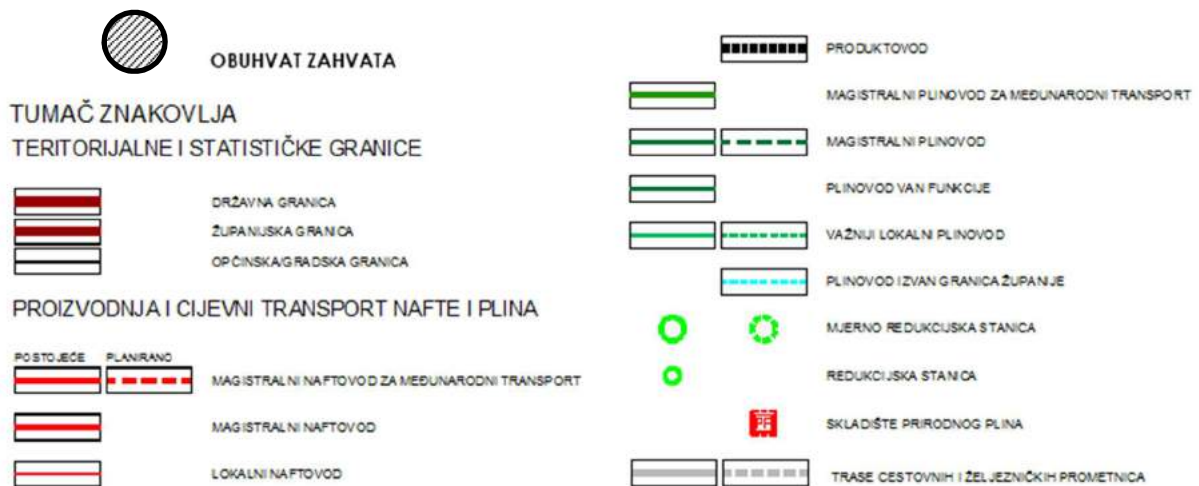 OBUHVAT ZAHVATA
TUMAČ ZNAKOVLJA
TERITORIJALNE I STATISTIČKE GRANICE
DRŽAVNA GRANICA
ŽUPANIJSKA GRANICA
OPĆINSKA/GRADSKA GRANICA
PROIZVODNJA I CIJEVNI TRANSPORT NAFTE I PLINA
POSTOJEĆE PLANIRANO
MAGISTRALNI NAFTOVOD ZA MEĐUNARODNI TRANSPORT
MAGISTRALNI NAFTOVOD
LOKALNI NAFTOVOD
PRODUKTOVOD
MAGISTRALNI PLINOVOD ZA MEĐUNARODNI TRANSPORT
MAGISTRALNI PLINOVOD
PLINOVOD VAN FUNKCIJE
VAŽNIJI LOKALNI PLINOVOD
PLINOVOD IZVAN GRANICA ŽUPANIJE
MJERNO REDUKCIJSKA STANICA
REDUKCIJSKA STANICA
SKLADIŠTE PRIRODNOG PLINA
TRASE CESTOVNIH I ŽELJEZNIČKIH PROMETNICA